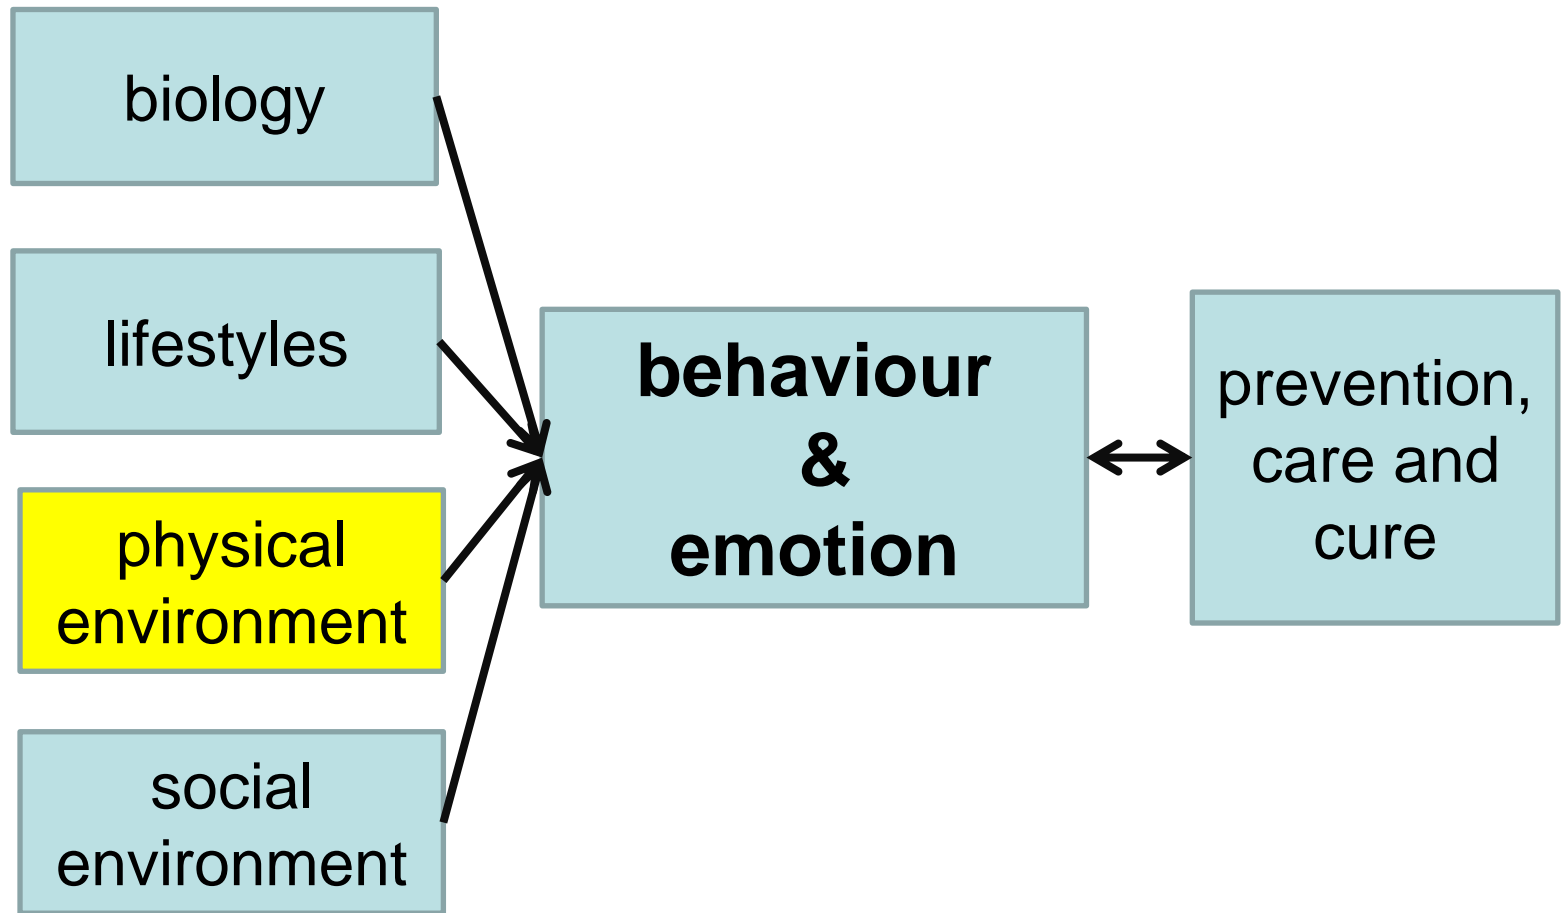 biology
lifestyles
physical
environment
social
environment
behaviour
&
emotion
prevention,
care and
cure